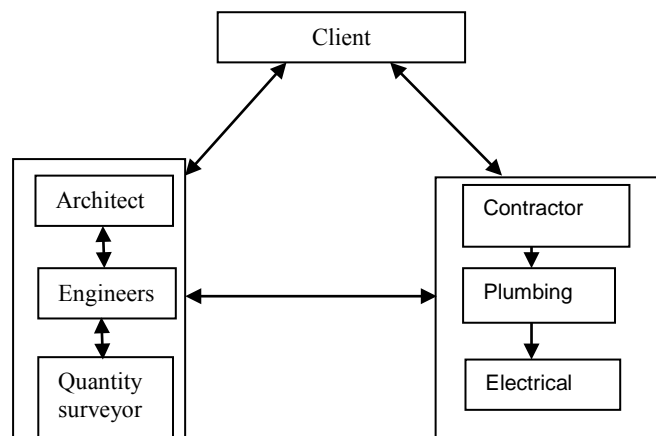 Client
Architect
Engineers
Quantity
surveyor
Contractor
Plumbing
Electrical